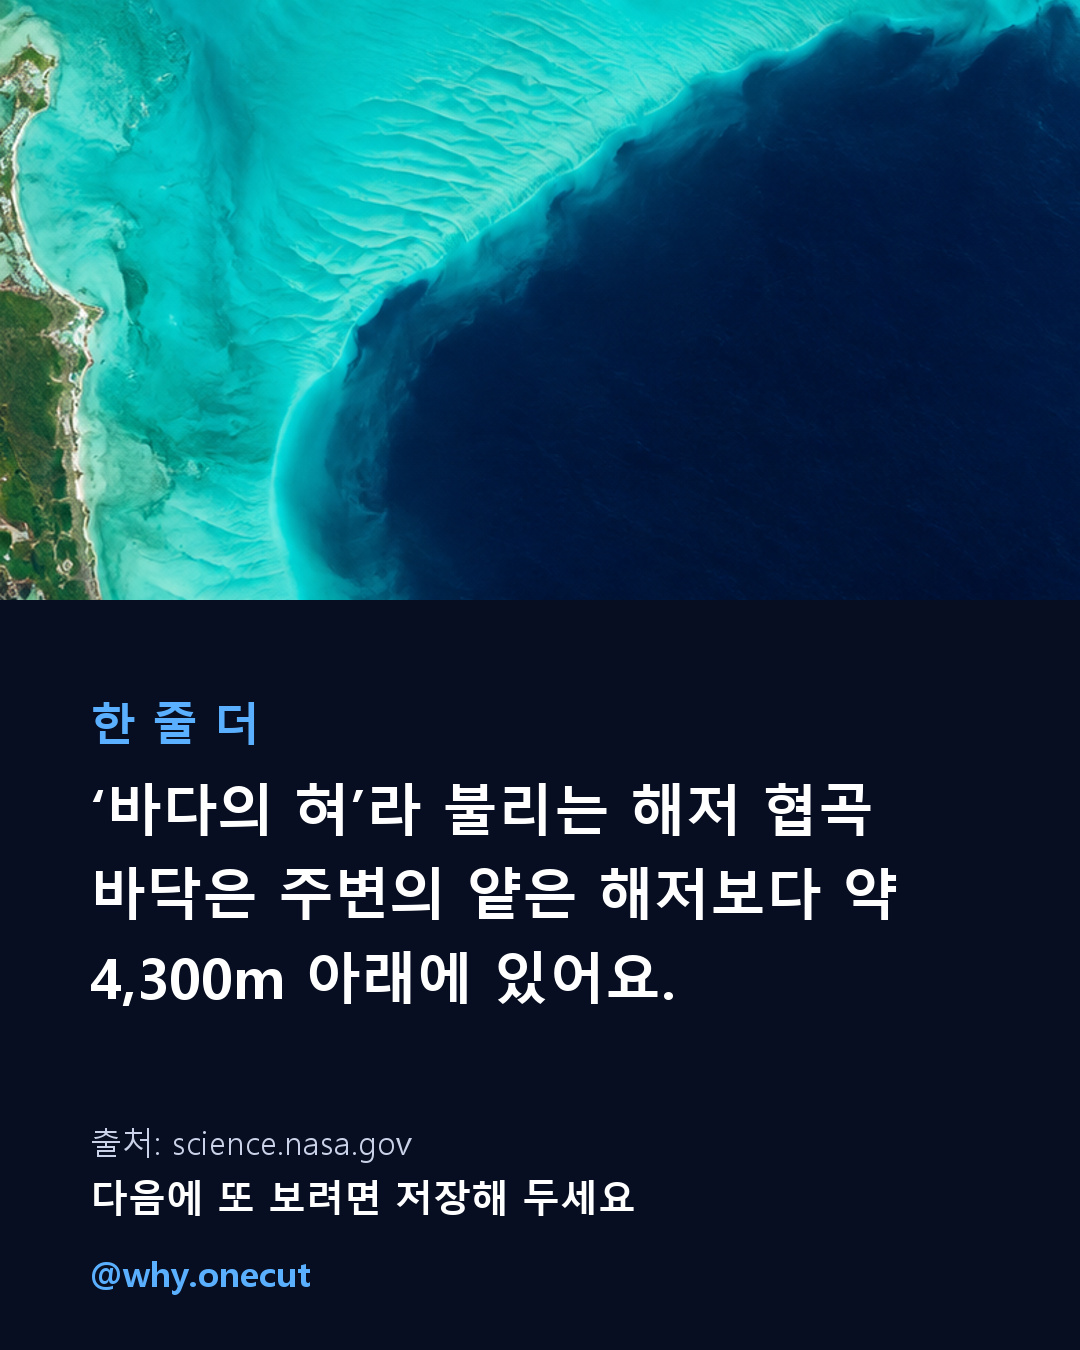 한 줄 더
‘바다의 혀’라 불리는 해저 협곡
바닥은 주변의 얕은 해저보다 약
4,300m 아래에 있어요.
출처: science.nasa.gov
다음에 또 보려면 저장해 두세요
@why.onecut